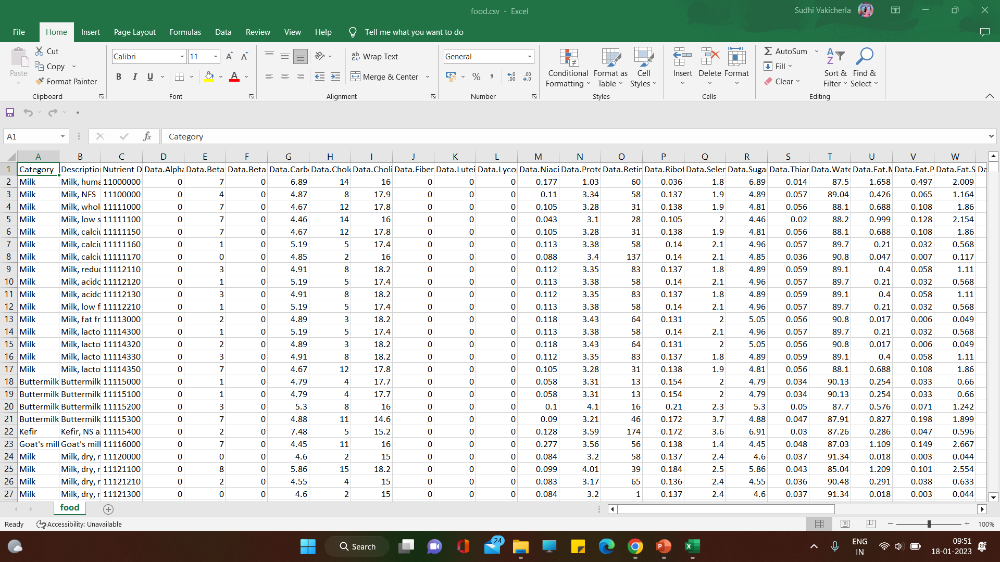 food.csv - Excel
Sudhi Vakicherla
File Home Insert Page Layout Formulas Data Review View Help Tell me what you want to do
Paste Cut Copy Format Painter Clipboard
Calibri 11 B I U A Font
Wrap Text Merge & Center Alignment
General % , Number
Conditional Formatting Format as Table Cell Styles Styles
Insert Delete Format Cells
AutoSum Fill Clear Sort & Filter Find & Select Editing
A1 fx Category
A B C D E F G H I J K L M N O P Q R S T U V W
1 Category Description Nutrient D Data.Alpha Data.Beta Data.Beta Data.Carbo Data.Chole Data.Choli Data.Fiber Data.Lutei Data.Lyco Data.Niaci Data.Prote Data.Retin Data.Ribof Data.Selen Data.Sugar Data.Thiam Data.Wate Data.Fat.M Data.Fat.P Data.Fat.S Da
2 Milk Milk, huma 11000000 0 7 0 6.89 14 16 0 0 0 0.177 1.03 60 0.036 1.8 6.89 0.014 87.5 1.658 0.497 2.009
3 Milk Milk, NFS 11100000 0 4 0 4.87 8 17.9 0 0 0 0.11 3.34 58 0.137 1.9 4.89 0.057 89.04 0.426 0.065 1.164
4 Milk Milk, whol 11111000 0 7 0 4.67 12 17.8 0 0 0 0.105 3.28 31 0.138 1.9 4.81 0.056 88.1 0.688 0.108 1.86
5 Milk Milk, low s 11111100 0 7 0 4.46 14 16 0 0 0 0.043 3.1 28 0.105 2 4.46 0.02 88.2 0.999 0.128 2.154
6 Milk Milk, calciu 11111150 0 7 0 4.67 12 17.8 0 0 0 0.105 3.28 31 0.138 1.9 4.81 0.056 88.1 0.688 0.108 1.86
7 Milk Milk, calciu 11111160 0 1 0 5.19 5 17.4 0 0 0 0.113 3.38 58 0.14 2.1 4.96 0.057 89.7 0.21 0.032 0.568
8 Milk Milk, calciu 11111170 0 0 0 4.85 2 16 0 0 0 0.088 3.4 137 0.14 2.1 4.85 0.036 90.8 0.047 0.007 0.117
9 Milk Milk, reduc 11112110 0 3 0 4.91 8 18.2 0 0 0 0.112 3.35 83 0.137 1.8 4.89 0.059 89.1 0.4 0.058 1.11
10 Milk Milk, acido 11112120 0 1 0 5.19 5 17.4 0 0 0 0.113 3.38 58 0.14 2.1 4.96 0.057 89.7 0.21 0.032 0.568
11 Milk Milk, acido 11112130 0 3 0 4.91 8 18.2 0 0 0 0.112 3.35 83 0.137 1.8 4.89 0.059 89.1 0.4 0.058 1.11
12 Milk Milk, low f 11112210 0 1 0 5.19 5 17.4 0 0 0 0.113 3.38 58 0.14 2.1 4.96 0.057 89.7 0.21 0.032 0.568
13 Milk Milk, fat fr 11113000 0 2 0 4.89 3 18.2 0 0 0 0.118 3.43 64 0.131 2 5.05 0.056 90.8 0.017 0.006 0.049
14 Milk Milk, lacto 11114300 0 1 0 5.19 5 17.4 0 0 0 0.113 3.38 58 0.14 2.1 4.96 0.057 89.7 0.21 0.032 0.568
15 Milk Milk, lacto 11114320 0 2 0 4.89 3 18.2 0 0 0 0.118 3.43 64 0.131 2 5.05 0.056 90.8 0.017 0.006 0.049
16 Milk Milk, lacto 11114330 0 3 0 4.91 8 18.2 0 0 0 0.112 3.35 83 0.137 1.8 4.89 0.059 89.1 0.4 0.058 1.11
17 Milk Milk, lacto 11114350 0 7 0 4.67 12 17.8 0 0 0 0.105 3.28 31 0.138 1.9 4.81 0.056 88.1 0.688 0.108 1.86
18 Buttermilk Buttermilk 11115000 0 1 0 4.79 4 17.7 0 0 0 0.058 3.31 13 0.154 2 4.79 0.034 90.13 0.254 0.033 0.66
19 Buttermilk Buttermilk 11115100 0 1 0 4.79 4 17.7 0 0 0 0.058 3.31 13 0.154 2 4.79 0.034 90.13 0.254 0.033 0.66
20 Buttermilk Buttermilk 11115200 0 3 0 5.3 8 16 0 0 0 0.1 4.1 16 0.21 2.3 5.3 0.05 87.7 0.576 0.071 1.242
21 Buttermilk Buttermilk 11115300 0 7 0 4.88 11 14.6 0 0 0 0.09 3.21 46 0.172 3.7 4.88 0.047 87.91 0.827 0.198 1.899
22 Kefir Kefir, NS a 11115400 0 2 0 7.48 5 15.2 0 0 0 0.128 3.59 174 0.172 3.6 6.91 0.03 87.26 0.286 0.047 0.596
23 Goat's mill Goat's mill 11116000 0 7 0 4.45 11 16 0 0 0 0.277 3.56 56 0.138 1.4 4.45 0.048 87.03 1.109 0.149 2.667
24 Milk Milk, dry, r 11120000 0 0 0 4.6 2 15 0 0 0 0.084 3.2 58 0.137 2.4 4.6 0.037 91.34 0.018 0.003 0.044
25 Milk Milk, dry, r 11121100 0 8 0 5.86 15 18.2 0 0 0 0.099 4.01 39 0.184 2.5 5.86 0.043 85.04 1.209 0.101 2.554
26 Milk Milk, dry, r 11121210 0 2 0 4.55 4 15 0 0 0 0.083 3.17 65 0.136 2.4 4.55 0.036 90.48 0.291 0.038 0.633
27 Milk Milk, dry, r 11121300 0 0 0 4.6 2 15 0 0 0 0.084 3.2 1 0.137 2.4 4.6 0.037 91.34 0.018 0.003 0.044
food
Ready Accessibility: Unavailable 100%
Search 24 ENG IN 09:51 18-01-2023